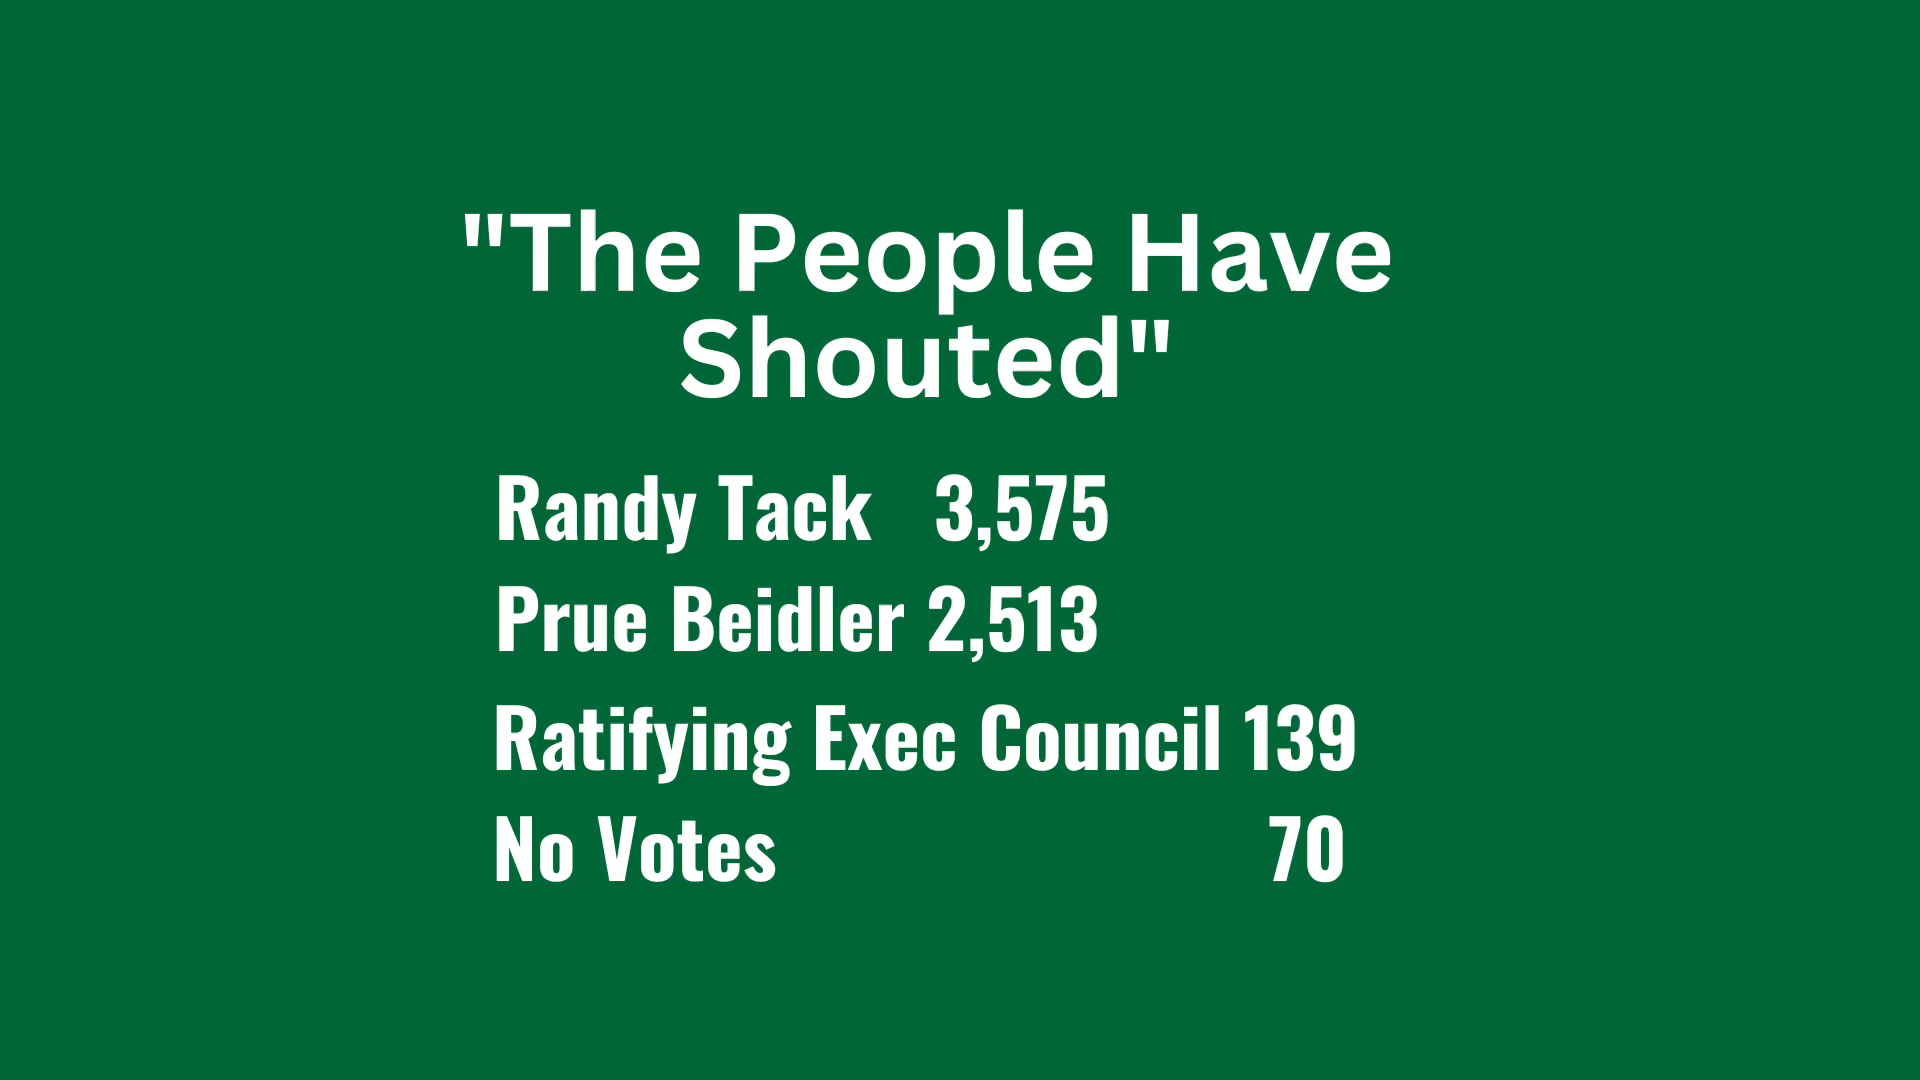 "The People Have
Shouted"
Randy Tack 3,575
Prue Beidler 2,513
Ratifying Exec Council 139
No Votes 70